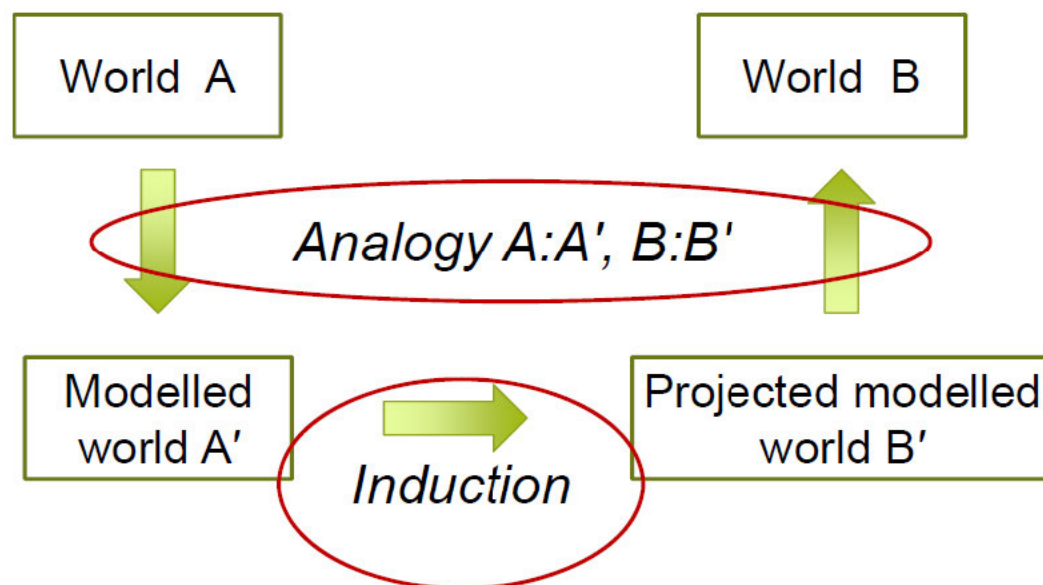 World A
World B
Analogy A:A′, B:B′
Modelled
world A′
Projected modelled
world B′
Induction